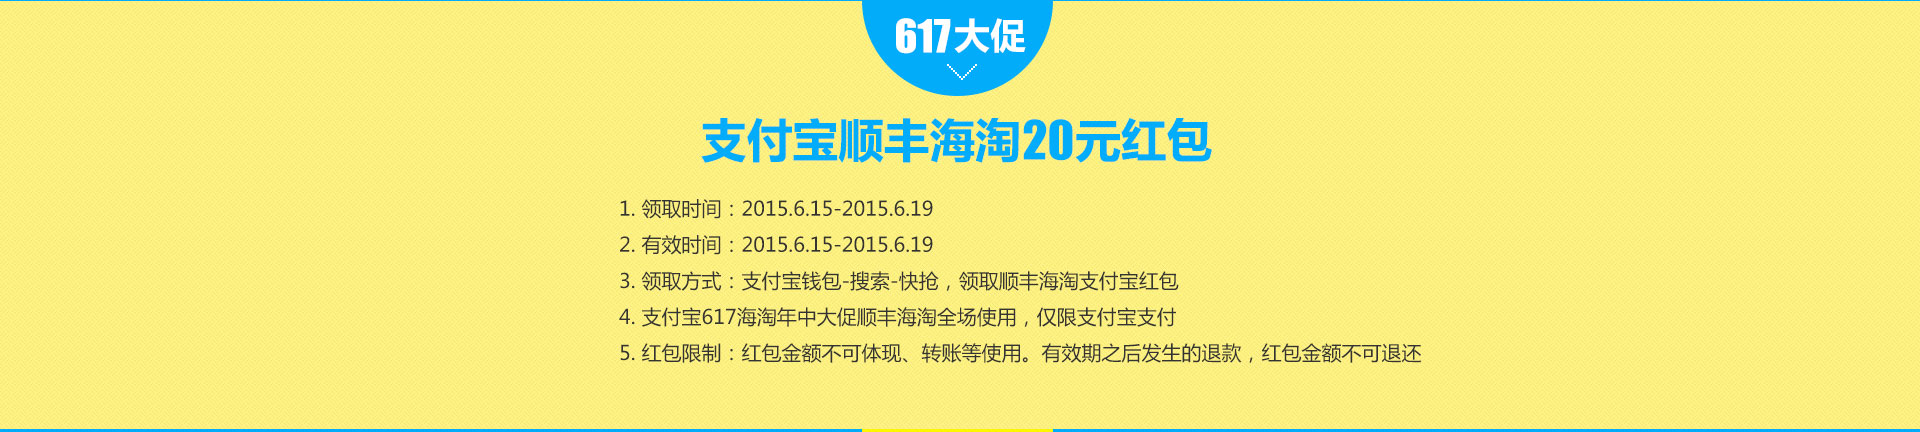 617大促
支付宝顺丰海淘20元红包
1. 领取时间：2015.6.15-2015.6.19
2. 有效时间：2015.6.15-2015.6.19
3. 领取方式：支付宝钱包-搜索-快抢，领取顺丰海淘支付宝红包
4. 支付宝617海淘年中大促顺丰海淘全场使用，仅限支付宝支付
5. 红包限制：红包金额不可体现、转账等使用。有效期之后发生的退款，红包金额不可退还